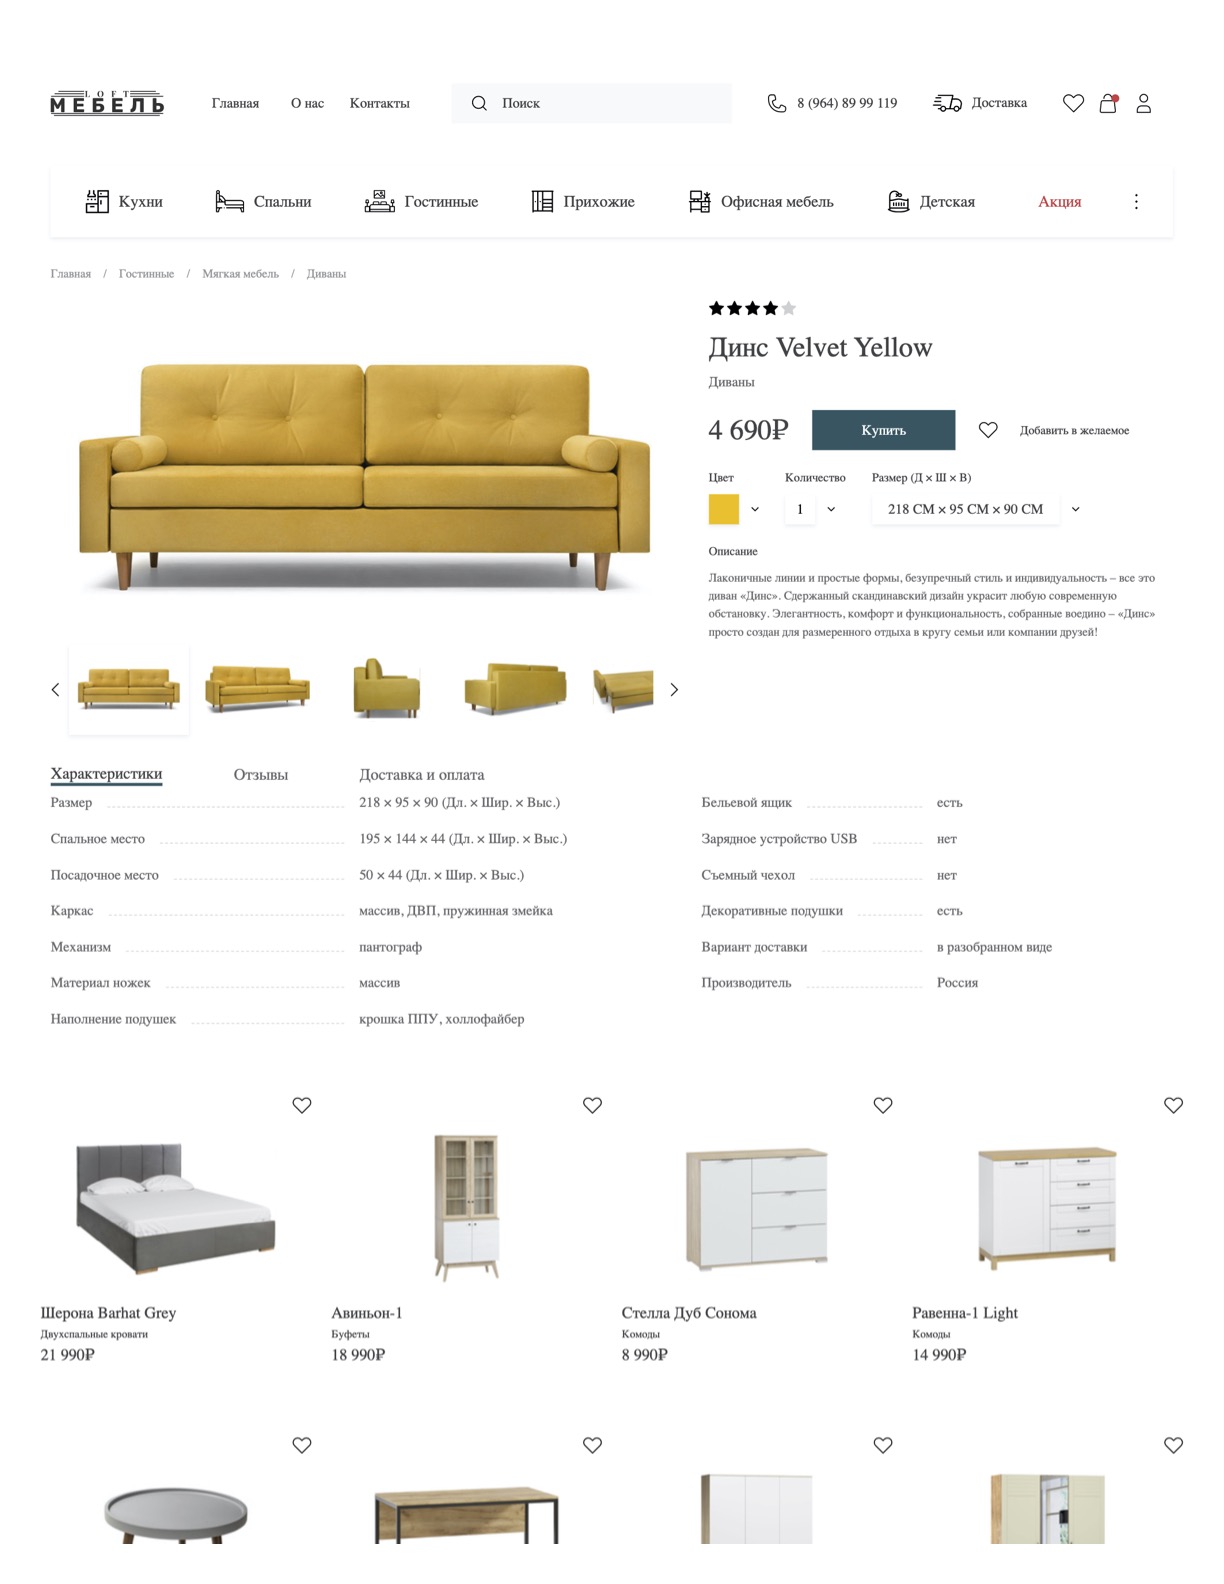 LOFT
МЕБЕЛЬ
Главная О нас Контакты Поиск 8 (964) 89 99 119 Доставка
Кухни Спальни Гостинные Прихожие Офисная мебель Детская Акция
Главная / Гостинные / Мягкая мебель / Диваны
Динс Velvet Yellow
Диваны
4 690₽ Купить Добавить в желаемое
Цвет Количество Размер (Д × Ш × В)
1 218 СМ × 95 СМ × 90 СМ
Описание
Лаконичные линии и простые формы, безупречный стиль и индивидуальность – все это
диван «Динс». Сдержанный скандинавский дизайн украсит любую современную
обстановку. Элегантность, комфорт и функциональность, собранные воедино – «Динс»
просто создан для размеренного отдыха в кругу семьи или компании друзей!
Характеристики Отзывы Доставка и оплата
Размер 218 × 95 × 90 (Дл. × Шир. × Выс.) Бельевой ящик есть
Спальное место 195 × 144 × 44 (Дл. × Шир. × Выс.) Зарядное устройство USB нет
Посадочное место 50 × 44 (Дл. × Шир. × Выс.) Съемный чехол нет
Каркас массив, ДВП, пружинная змейка Декоративные подушки есть
Механизм пантограф Вариант доставки в разобранном виде
Материал ножек массив Производитель Россия
Наполнение подушек крошка ППУ, холлофайбер
Шерона Barhat Grey Авиньон-1 Стелла Дуб Сонома Равенна-1 Light
Двухспальные кровати Буфеты Комоды Комоды
21 990₽ 18 990₽ 8 990₽ 14 990₽